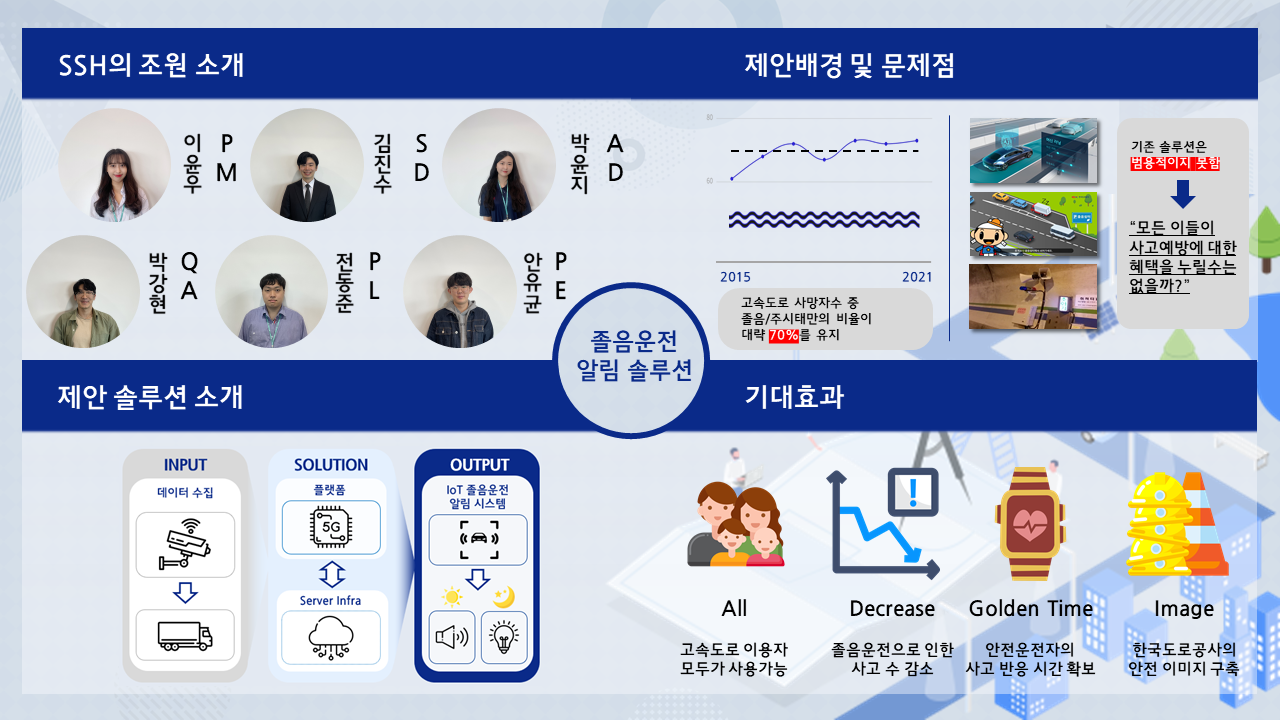 SSH의 조원 소개
이윤우
PM
김진수
SD
박윤지
AD
박강현
QA
전동준
PL
안유균
PE
제안배경 및 문제점
80
60
2015
2021
고속도로 사망자수 중
졸음/주시태만의 비율이
대략 70%를 유지
기존 솔루션은
범용적이지 못함
“모든 이들이
사고예방에 대한
혜택을 누릴수는
없을까?”
졸음운전
알림 솔루션
제안 솔루션 소개
INPUT
데이터 수집
SOLUTION
플랫폼
5G
Server Infra
OUTPUT
IoT 졸음운전
알림 시스템
기대효과
All
고속도로 이용자
모두가 사용가능
Decrease
졸음운전으로 인한
사고 수 감소
Golden Time
안전운전자의
사고 반응 시간 확보
Image
한국도로공사의
안전 이미지 구축